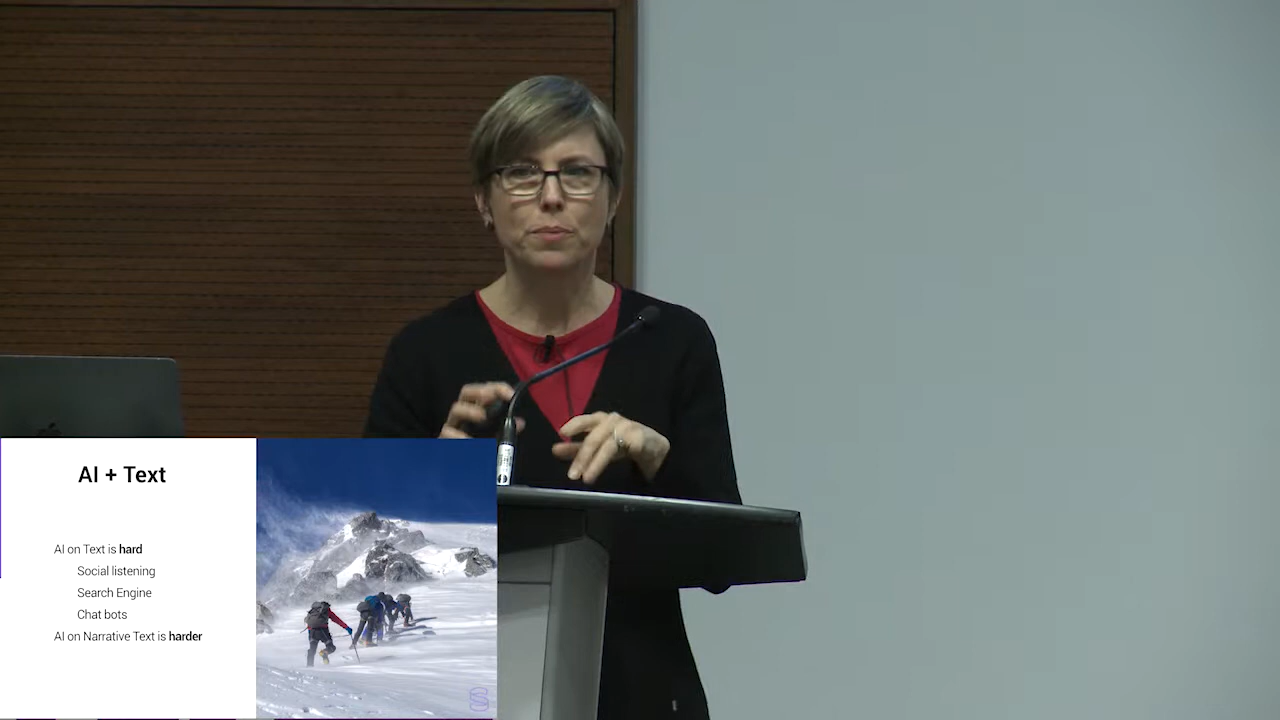 AI + Text
AI on Text is hard
Social listening
Search Engine
Chat bots
AI on Narrative Text is harder